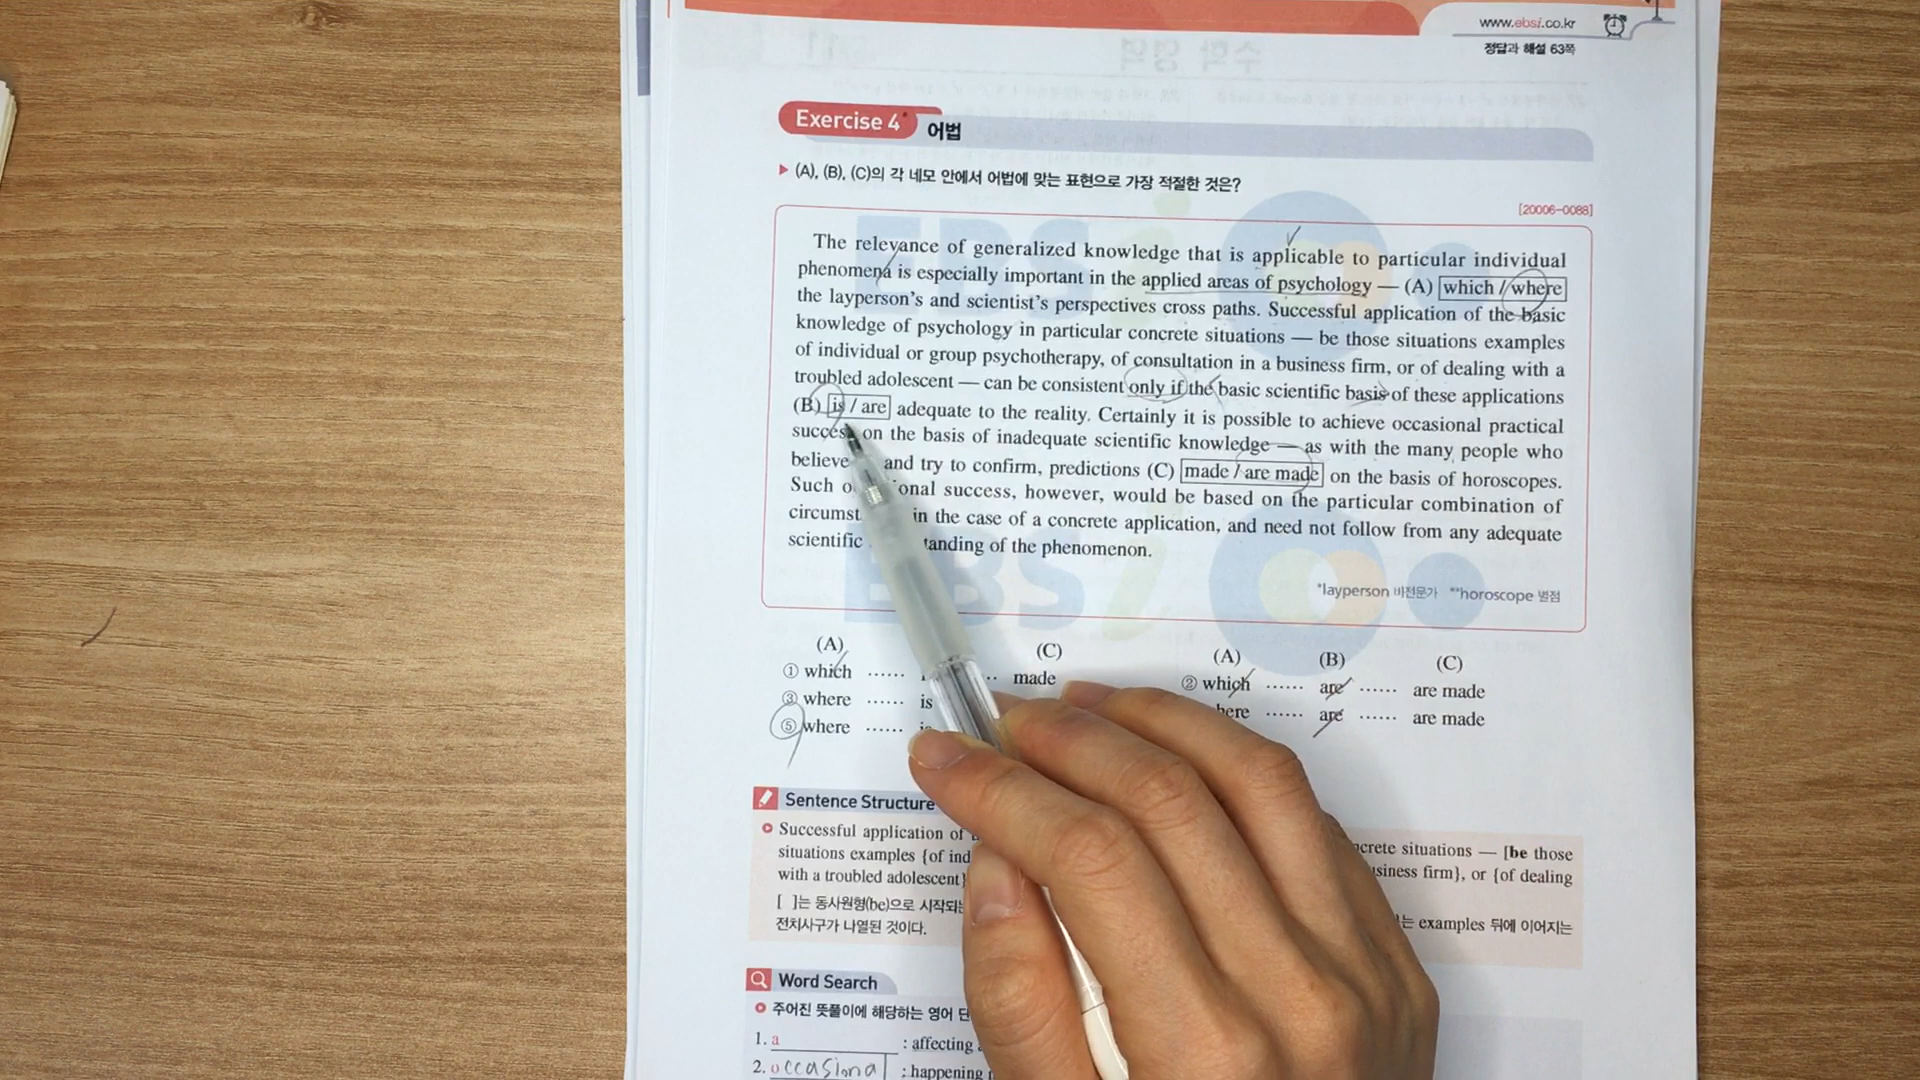 www.ebsi.co.kr
정답과 해설 63쪽
Exercise 4 어법
(A), (B), (C)의 각 네모 안에서 어법에 맞는 표현으로 가장 적절한 것은?
[20006-0088]
The relevance of generalized knowledge that is applicable to particular individual
phenomena is especially important in the applied areas of psychology — (A) which / where
the layperson's and scientist's perspectives cross paths. Successful application of the basic
knowledge of psychology in particular concrete situations — be those situations examples
of individual or group psychotherapy, of consultation in a business firm, or of dealing with a
troubled adolescent — can be consistent only if the basic scientific basis of these applications
(B) is / are adequate to the reality. Certainly it is possible to achieve occasional practical
success on the basis of inadequate scientific knowledge — as with the many people who
believe and try to confirm, predictions (C) made / are made on the basis of horoscopes.
Such onal success, however, would be based on the particular combination of
circumst in the case of a concrete application, and need not follow from any adequate
scientific tanding of the phenomenon.
*layperson 비전문가 **horoscope 별점
(A) (C) (A) (B) (C)
① which ...... made ② which ...... are ...... are made
③ where ...... is here ...... are ...... are made
⑤ where ......
Sentence Structure
Successful application of ncrete situations — [be those
situations examples {of ind siness firm}, or {of dealing
with a troubled adolescent}
[ ]는 동사원형(be)으로 시작되는 는 examples 뒤에 이어지는
전치사구가 나열된 것이다.
Word Search
주어진 뜻풀이에 해당하는 영어 단
1. a : affecting
2. occasional : happening